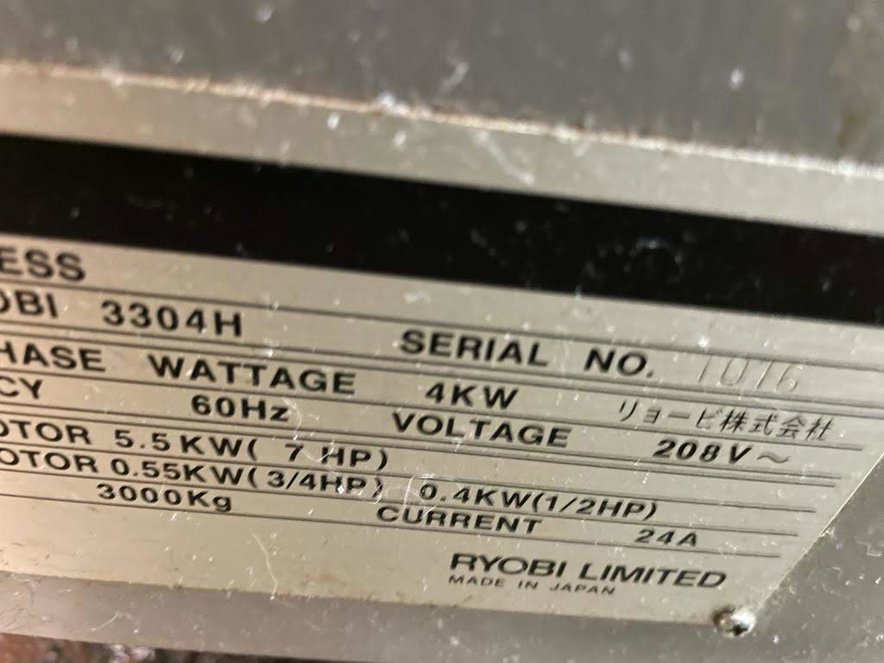 ESS
OBI 3304H SERIAL NO. 1016
HASE WATTAGE 4KW リョービ株式会社
CY 60Hz VOLTAGE 208V～
OTOR 5.5KW( 7 HP)
OTOR 0.55KW(3/4HP) 0.4KW(1/2HP)
3000Kg CURRENT 24A
RYOBI LIMITED
MADE IN JAPAN